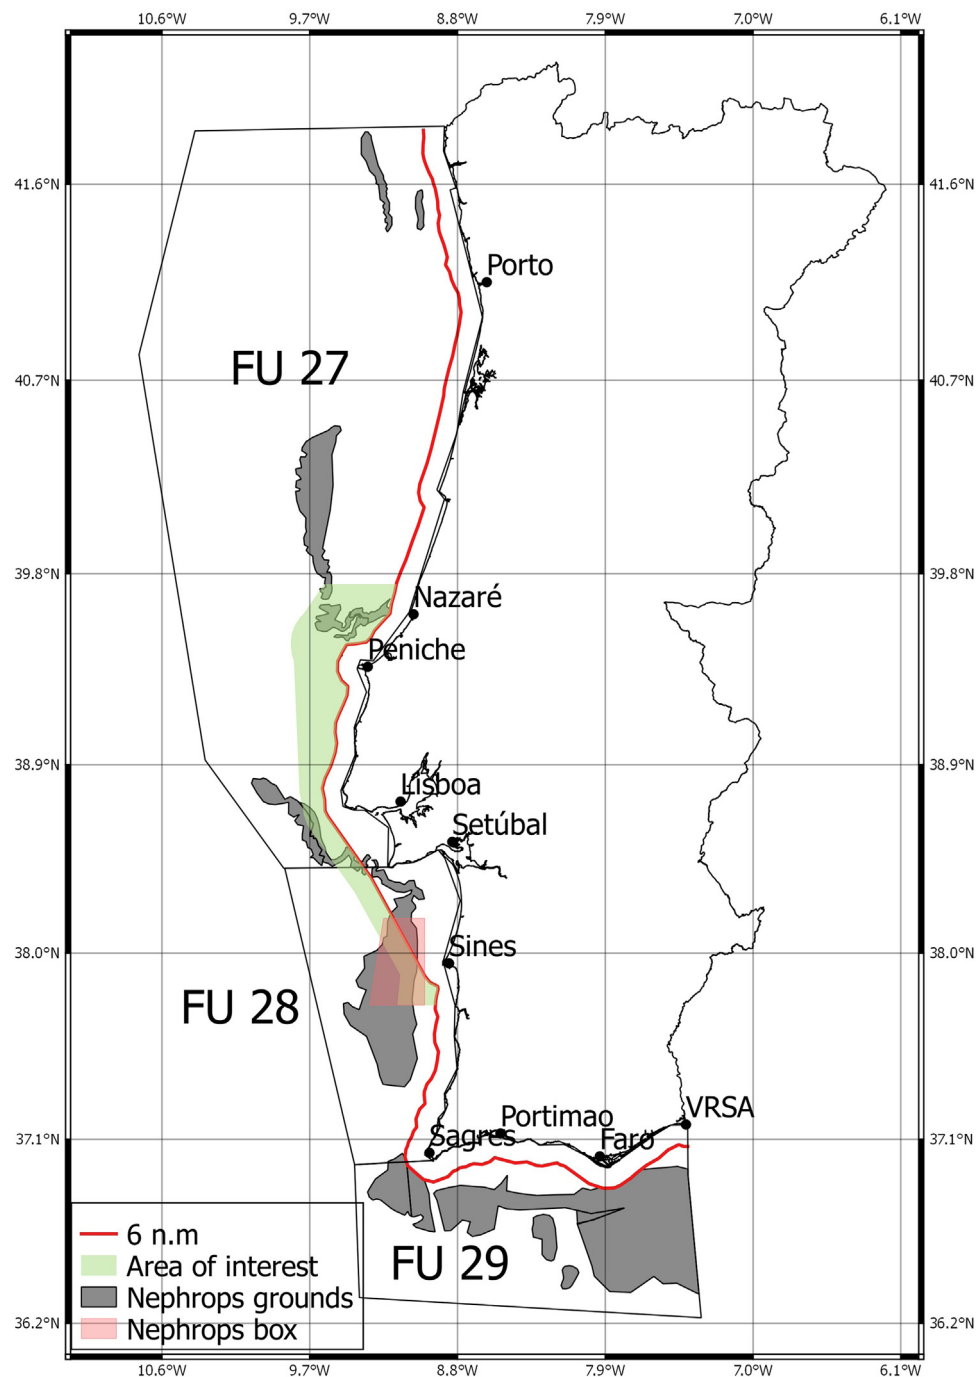 10.6°W 9.7°W 8.8°W 7.9°W 7.0°W 6.1°W
41.6°N 41.6°N
Porto
FU 27
40.7°N 40.7°N
39.8°N 39.8°N
Nazaré
Peniche
38.9°N 38.9°N
Lisboa
Setúbal
38.0°N 38.0°N
Sines
FU 28
VRSA
Portimao
37.1°N 37.1°N
Sagres Faro
6 n.m
FU 29
Area of interest
Nephrops grounds
36.2°N 36.2°N
Nephrops box
10.6°W 9.7°W 8.8°W 7.9°W 7.0°W 6.1°W